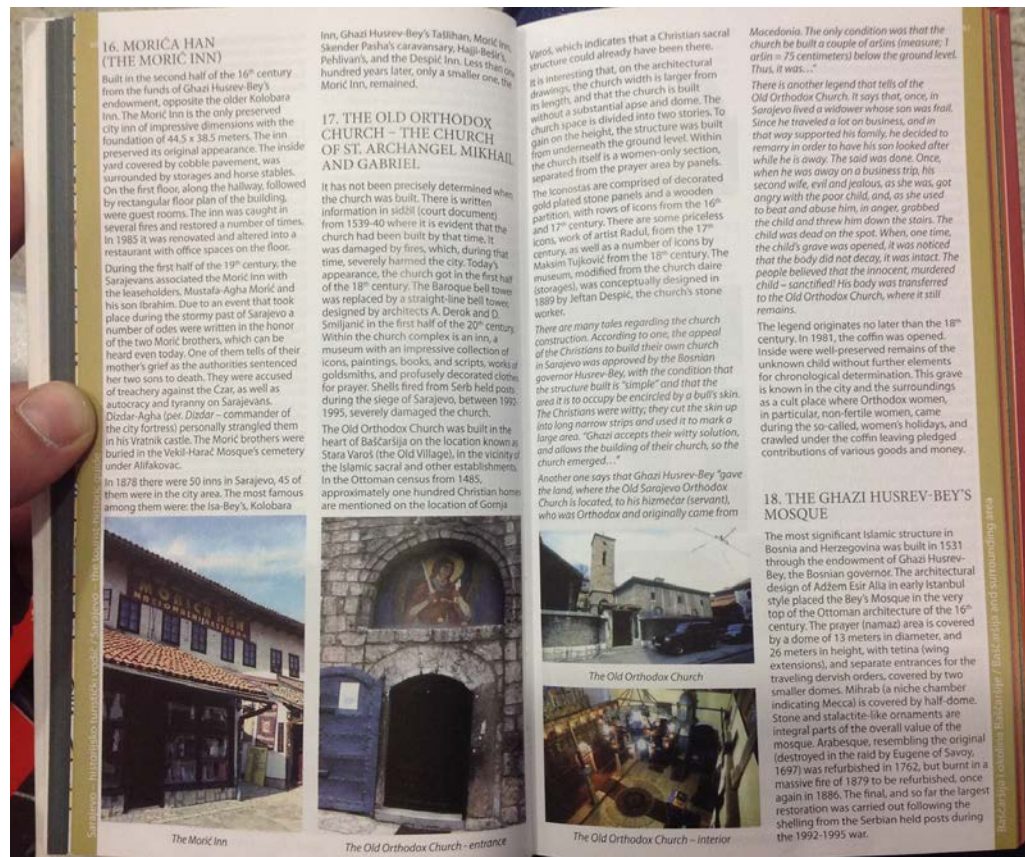 16. MORIĆA HAN
(THE MORIĆ INN)
Built in the second half of the 16th century
from the funds of Ghazi Husrev-Bey's
endowment, opposite the older Kolobara
Inn. The Morić Inn is the only preserved
city inn of impressive dimensions with the
foundation of 44,5 x 38.5 meters. The inn
preserved its original appearance. The inside
yard covered by cobble pavement, was
surrounded by storages and horse stables.
On the first floor, along the hallway, followed
by rectangular floor plan of the building,
were guest rooms. The inn was caught in
several fires and restored a number of times.
In 1985 it was renovated and altered into a
restaurant with office spaces on the floor.
During the first half of the 19th century, the
Sarajevans associated the Morić Inn with
the leaseholders, Mustafa-Agha Morić and
his son Ibrahim. Due to an event that took
place during the stormy past of Sarajevo a
number of odes were written in the honor
of the two Morić brothers, which can be
heard even today. One of them tells of their
mother's grief as the authorities sentenced
her two sons to death. They were accused
of treachery against the Czar, as well as
autocracy and tyranny on Sarajevans.
Dizdar-Agha (per. Dizdar – commander of
the city fortress) personally strangled them
in his Vratnik castle. The Morić brothers were
buried in the Vekil-Harač Mosque's cemetery
under Alifakovac.
In 1878 there were 50 inns in Sarajevo, 45 of
them were in the city area. The most famous
among them were: the Isa-Bey's, Kolobara
MORIĆA HAN
The Morić Inn
Inn, Ghazi Husrev-Bey's Tašlihan, Morić Inn,
Skender Pasha's caravansary, Hajji-Bešir's,
Pehlivan's, and the Despić Inn. Less than one
hundred years later, only a smaller one, the
Morić Inn, remained.
17. THE OLD ORTHODOX
CHURCH – THE CHURCH
OF ST. ARCHANGEL MIKHAIL
AND GABRIEL
It has not been precisely determined when
the church was built. There is written
information in sidžil (court document)
from 1539-40 where it is evident that the
church had been built by that time. It
was damaged by fires, which, during that
time, severely harmed the city. Today's
appearance, the church got in the first half
of the 18th century. The Baroque bell tower
was replaced by a straight-line bell tower,
designed by architects A. Derok and D.
Smiljanić in the first half of the 20th century.
Within the church complex is an inn, a
museum with an impressive collection of
icons, paintings, books, and scripts, works of
goldsmiths, and profusely decorated clothes
for prayer. Shells fired from Serb held posts
during the siege of Sarajevo, between 1992-
1995, severely damaged the church.
The Old Orthodox Church was built in the
heart of Baščaršija on the location known as
Stara Varoš (the Old Village), in the vicinity of
the Islamic sacral and other establishments.
In the Ottoman census from 1485,
approximately one hundred Christian homes
are mentioned on the location of Gornja
The Old Orthodox Church - entrance
Varoš, which indicates that a Christian sacral
structure could already have been there.
It is interesting that, on the architectural
drawings, the church width is larger from
its length, and that the church is built
without a substantial apse and dome. The
church space is divided into two stories. To
gain on the height, the structure was built
from underneath the ground level. Within
the church itself is a women-only section,
separated from the prayer area by panels.
The Iconostas are comprised of decorated
gold plated stone panels and a wooden
partition, with rows of icons from the 16th
and 17th century. There are some priceless
icons, work of artist Radul, from the 17th
century, as well as a number of icons by
Maksim Tujković from the 18th century. The
museum, modified from the church daire
(storages), was conceptually designed in
1889 by Jeftan Despić, the church's stone
worker.
There are many tales regarding the church
construction. According to one, the appeal
of the Christians to build their own church
in Sarajevo was approved by the Bosnian
governor Husrev-Bey, with the condition that
the structure built is "simple" and that the
area it is to occupy be encircled by a bull's skin.
The Christians were witty; they cut the skin up
into long narrow strips and used it to mark a
large area. "Ghazi accepts their witty solution,
and allows the building of their church, so the
church emerged..."
Another one says that Ghazi Husrev-Bey "gave
the land, where the Old Sarajevo Orthodox
Church is located, to his hizmećar (servant),
who was Orthodox and originally came from
The Old Orthodox Church
The Old Orthodox Church – interior
Macedonia. The only condition was that the
church be built a couple of aršins (measure; 1
aršin = 75 centimeters) below the ground level.
Thus, it was..."
There is another legend that tells of the
Old Orthodox Church. It says that, once, in
Sarajevo lived a widower whose son was frail.
Since he traveled a lot on business, and in
that way supported his family, he decided to
remarry in order to have his son looked after
while he is away. The said was done. Once,
when he was away on a business trip, his
second wife, evil and jealous, as she was, got
angry with the poor child, and, as she used
to beat and abuse him, in anger, grabbed
the child and threw him down the stairs. The
child was dead on the spot. When, one time,
the child's grave was opened, it was noticed
that the body did not decay, it was intact. The
people believed that the innocent, murdered
child – sanctified! His body was transferred
to the Old Orthodox Church, where it still
remains.
The legend originates no later than the 18th
century. In 1981, the coffin was opened.
Inside were well-preserved remains of the
unknown child without further elements
for chronological determination. This grave
is known in the city and the surroundings
as a cult place where Orthodox women,
in particular, non-fertile women, came
during the so-called, women's holidays, and
crawled under the coffin leaving pledged
contributions of various goods and money.
18. THE GHAZI HUSREV-BEY'S
MOSQUE
The most significant Islamic structure in
Bosnia and Herzegovina was built in 1531
through the endowment of Ghazi Husrev-
Bey, the Bosnian governor. The architectural
design of Adžem Esir Alia in early Istanbul
style placed the Bey's Mosque in the very
top of the Ottoman architecture of the 16th
century. The prayer (namaz) area is covered
by a dome of 13 meters in diameter, and
26 meters in height, with tetina (wing
extensions), and separate entrances for the
traveling dervish orders, covered by two
smaller domes. Mihrab (a niche chamber
indicating Mecca) is covered by half-dome.
Stone and stalactite-like ornaments are
integral parts of the overall value of the
mosque. Arabesque, resembling the original
(destroyed in the raid by Eugene of Savoy,
1697) was refurbished in 1762, but burnt in a
massive fire of 1879 to be refurbished, once
again in 1886. The final, and so far the largest
restoration was carried out following the
shelling from the Serbian held posts during
the 1992-1995 war.
Sarajevo – historijsko turistički vodič / Sarajevo – the tourist-historic
Baščaršija i okolina Baščaršije / Baščaršija and surrounding area